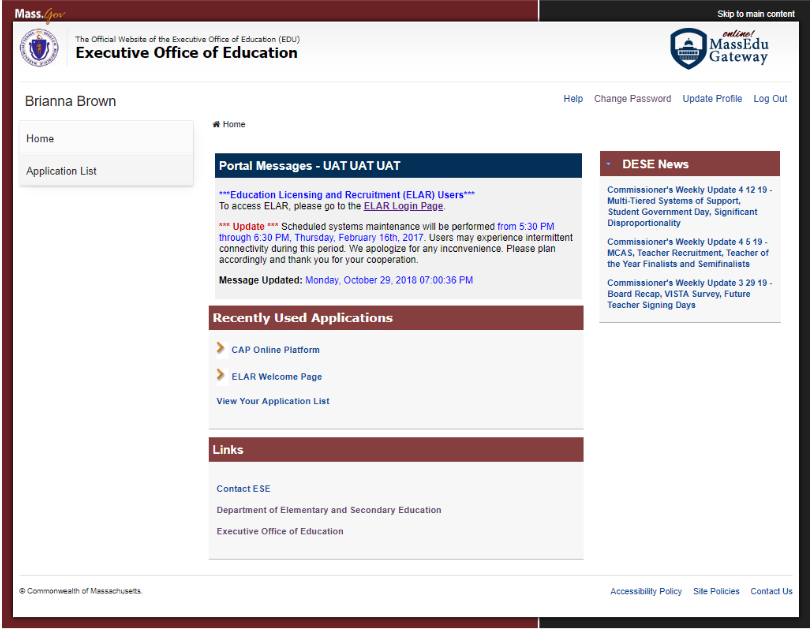 Mass.Gov
Skip to main content
The Official Website of the Executive Office of Education (EDU)
Executive Office of Education
online!
MassEdu
Gateway
Brianna Brown
Help Change Password Update Profile Log Out
Home
Application List
Home
Portal Messages - UAT UAT UAT
***Education Licensing and Recruitment (ELAR) Users***
To access ELAR, please go to the ELAR Login Page.
*** Update *** Scheduled systems maintenance will be performed from 5:30 PM
through 6:30 PM, Thursday, February 16th, 2017. Users may experience intermittent
connectivity during this period. We apologize for any inconvenience. Please plan
accordingly and thank you for your cooperation.
Message Updated: Monday, October 29, 2018 07:00:36 PM
Recently Used Applications
CAP Online Platform
ELAR Welcome Page
View Your Application List
Links
Contact ESE
Department of Elementary and Secondary Education
Executive Office of Education
DESE News
Commissioner's Weekly Update 4 12 19 -
Multi-Tiered Systems of Support,
Student Government Day, Significant
Disproportionality
Commissioner's Weekly Update 4 5 19 -
MCAS, Teacher Recruitment, Teacher of
the Year Finalists and Semifinalists
Commissioner's Weekly Update 3 29 19 -
Board Recap, VISTA Survey, Future
Teacher Signing Days
© Commonwealth of Massachusetts.
Accessibility Policy Site Policies Contact Us